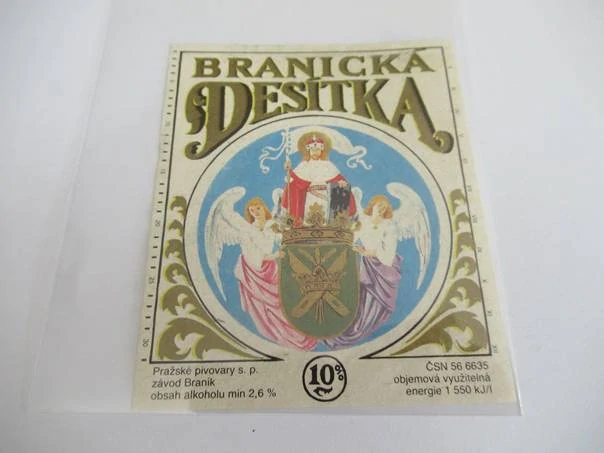 BRANICKÁ
DESÍTKA
Pražské pivovary s. p.
závod Braník
obsah alkoholu min 2,6 %
10%
ČSN 56 6635
objemová využitelná
energie 1 550 kJ/l